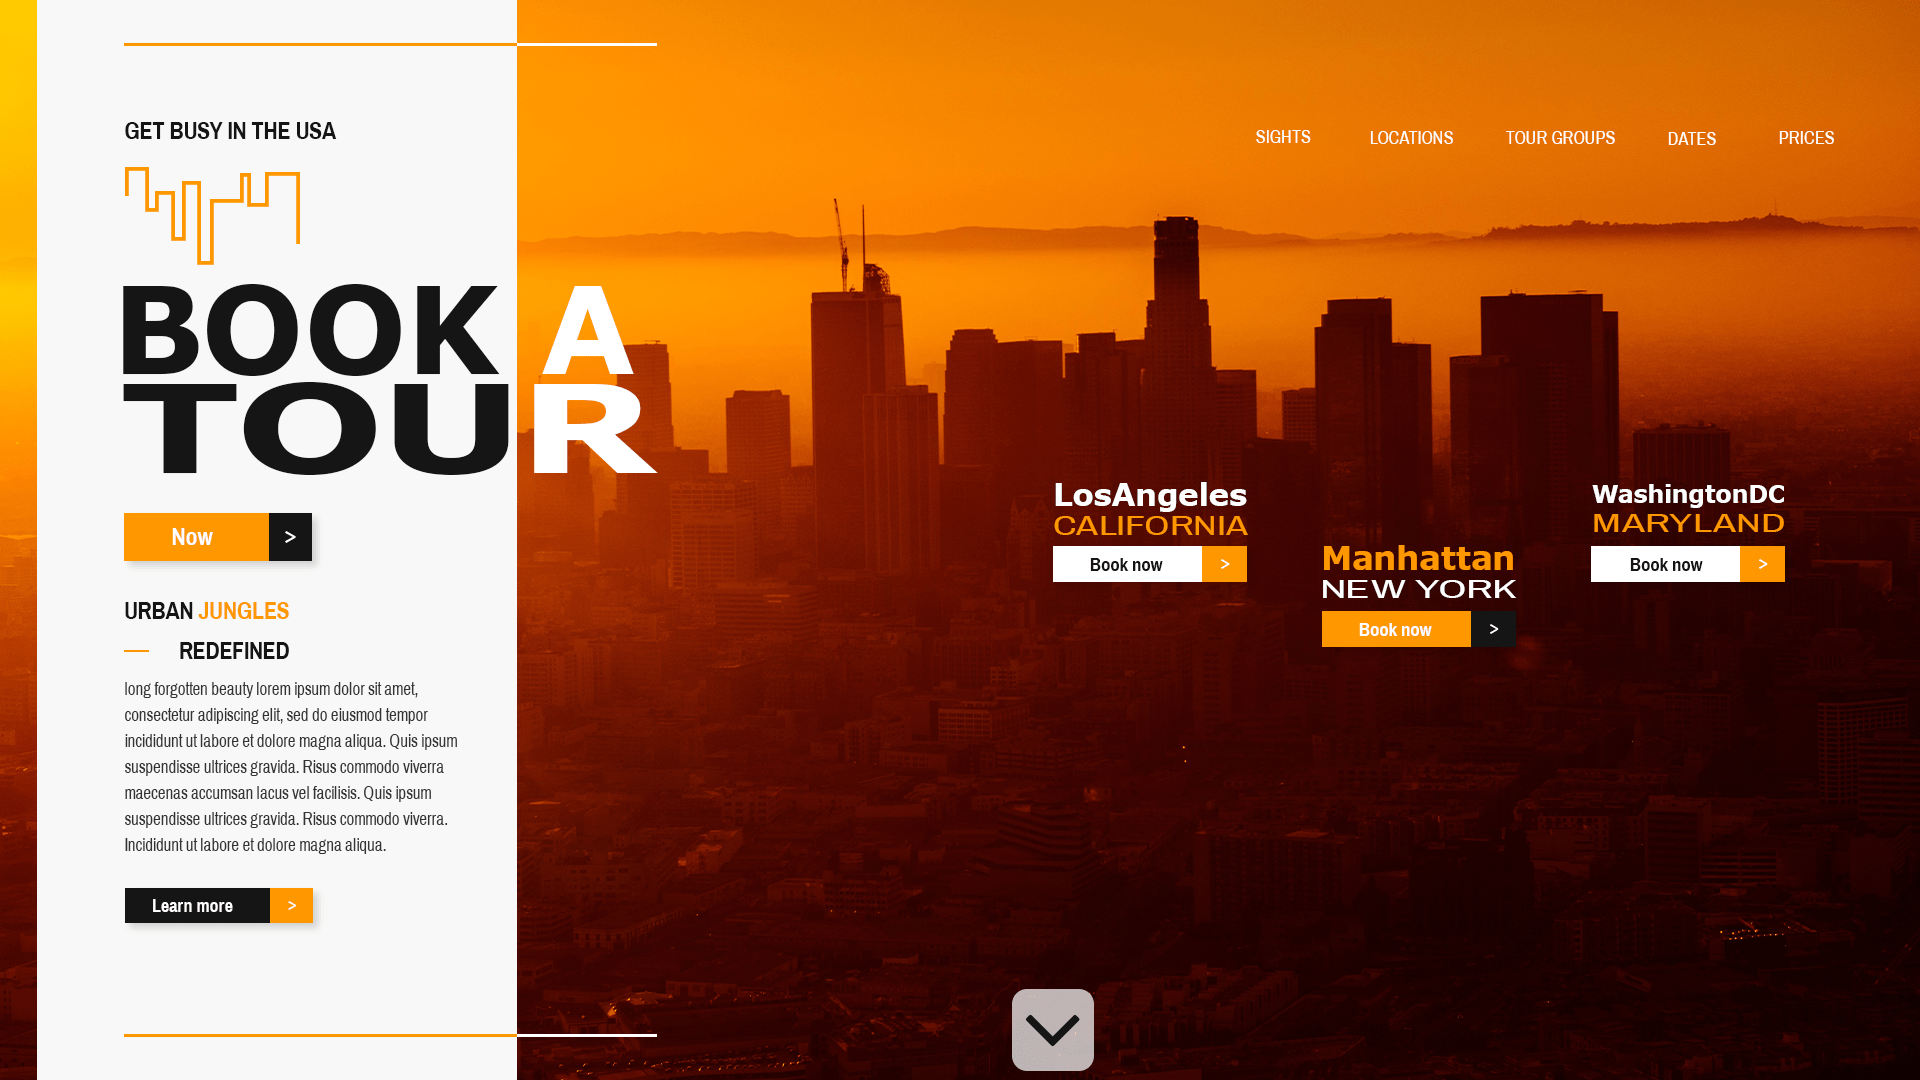 GET BUSY IN THE USA
SIGHTS LOCATIONS TOUR GROUPS DATES PRICES
BOOK A
TOUR
Now >
URBAN JUNGLES
REDEFINED
long forgotten beauty lorem ipsum dolor sit amet,
consectetur adipiscing elit, sed do eiusmod tempor
incididunt ut labore et dolore magna aliqua. Quis ipsum
suspendisse ultrices gravida. Risus commodo viverra
maecenas accumsan lacus vel facilisis. Quis ipsum
suspendisse ultrices gravida. Risus commodo viverra.
Incididunt ut labore et dolore magna aliqua.
Learn more >
LosAngeles
CALIFORNIA
Book now >
Manhattan
NEW YORK
Book now >
WashingtonDC
MARYLAND
Book now >